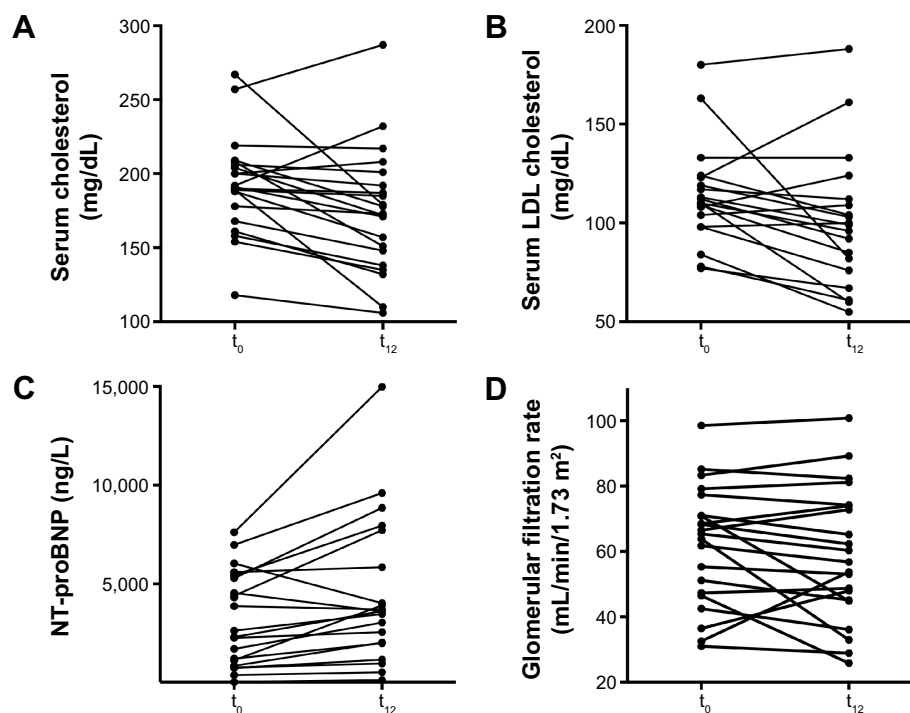 A
Serum cholesterol
(mg/dL)
300
250
200
150
100
t0
t12
B
Serum LDL cholesterol
(mg/dL)
200
150
100
50
t0
t12
C
NT-proBNP (ng/L)
15,000
10,000
5,000
t0
t12
D
Glomerular filtration rate
(mL/min/1.73 m²)
100
80
60
40
20
t0
t12